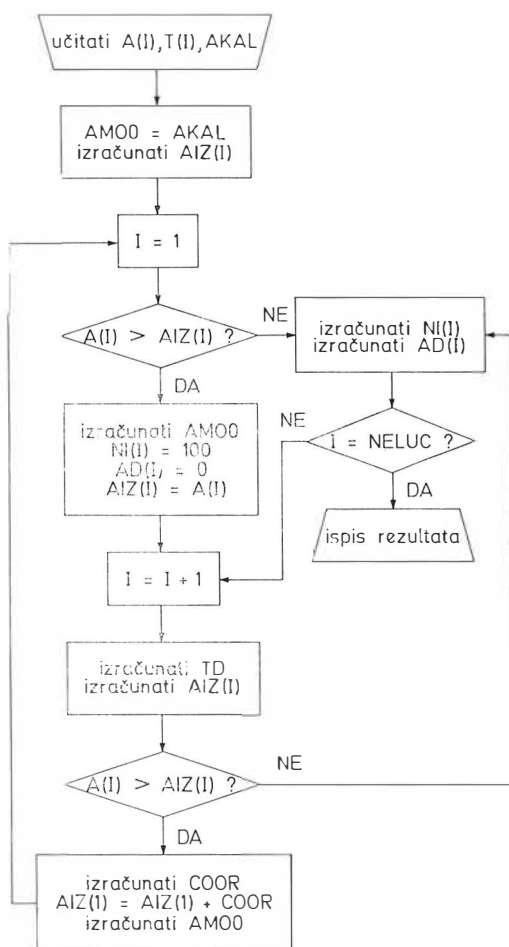 učitati A(I),T(I),AKAL
AMO0 = AKAL
izračunati AIZ(I)
I = 1
A(I) > AIZ(I) ?
NE
DA
izračunati NI(I)
izračunati AD(I)
izračunati AMO0
NI(I) = 100
AD(I) = 0
AIZ(I) = A(I)
NE
I = NELUC ?
DA
ispis rezultata
I = I + 1
izračunati TD
izračunati AIZ(I)
A(I) > AIZ(I) ?
NE
DA
izračunati COOR
AIZ(1) = AIZ(1) + COOR
izračunati AMO0